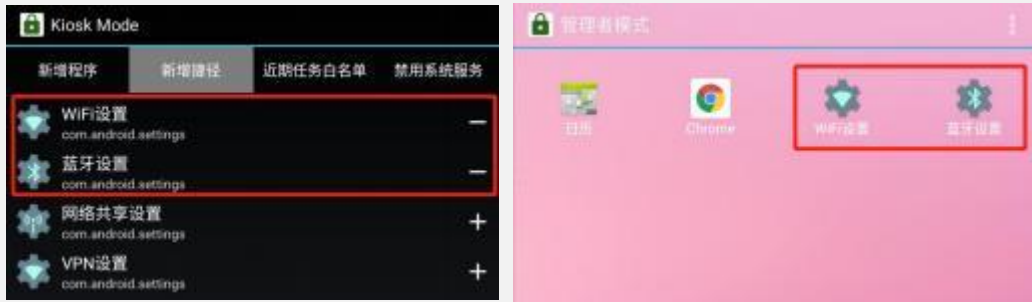 Kiosk Mode
新增程序 新增捷径 近期任务白名单 禁用系统服务
WiFi设置
com.android.settings
蓝牙设置
com.android.settings
网络共享设置
com.android.settings
VPN设置
com.android.settings
管理者模式
日历 Chrome WiFi设置 蓝牙设置